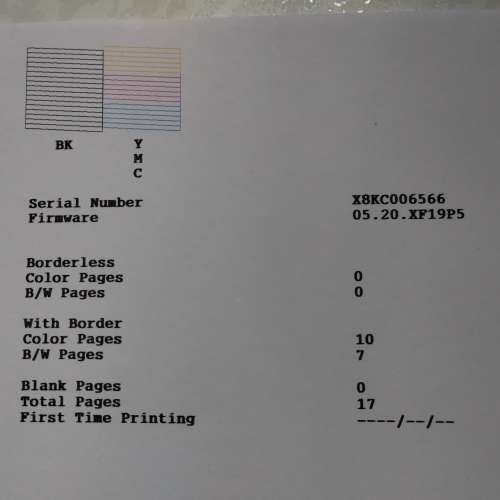 BK Y
M
C
Serial Number X8KC006566
Firmware 05.20.XF19P5
Borderless
Color Pages 0
B/W Pages 0
With Border
Color Pages 10
B/W Pages 7
Blank Pages 0
Total Pages 17
First Time Printing ----/--/--